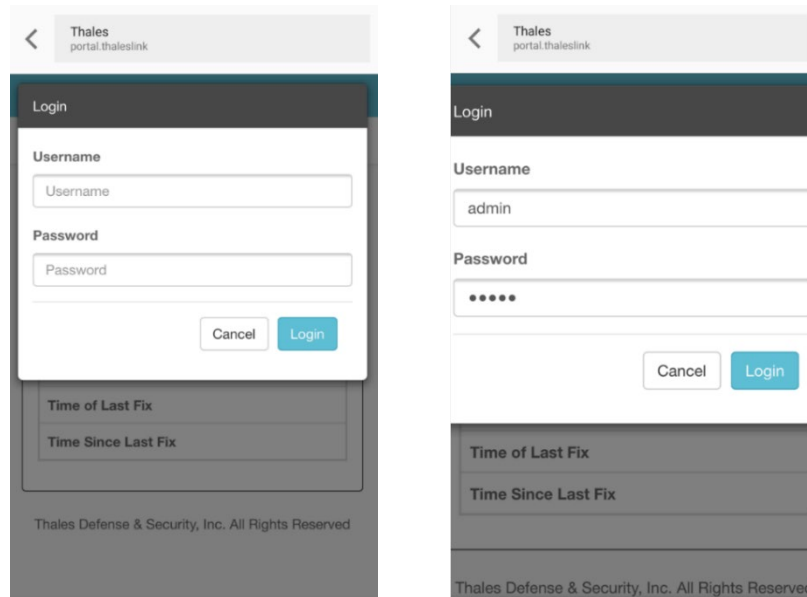 Thales
portal.thaleslink
Login
Username
Username
Password
Password
Cancel
Login
Time of Last Fix
Time Since Last Fix
Thales Defense & Security, Inc. All Rights Reserved
Thales
portal.thaleslink
Login
Username
admin
Password
•••••
Cancel
Login
Time of Last Fix
Time Since Last Fix
Thales Defense & Security, Inc. All Rights Reserved